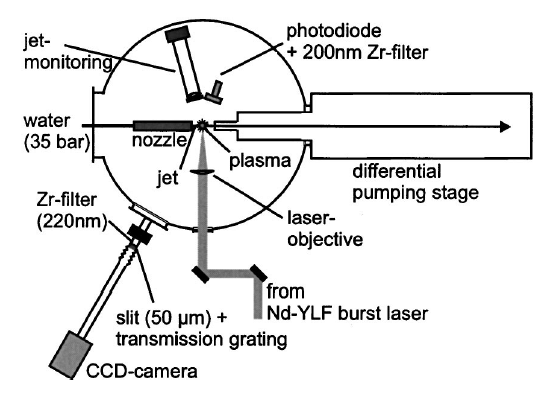 jet-
monitoring
photodiode
+ 200nm Zr-filter
water
(35 bar)
nozzle
jet
plasma
differential
pumping stage
Zr-filter
(220nm)
laser-
objective
from
Nd-YLF burst laser
slit (50 µm) +
transmission grating
CCD-camera